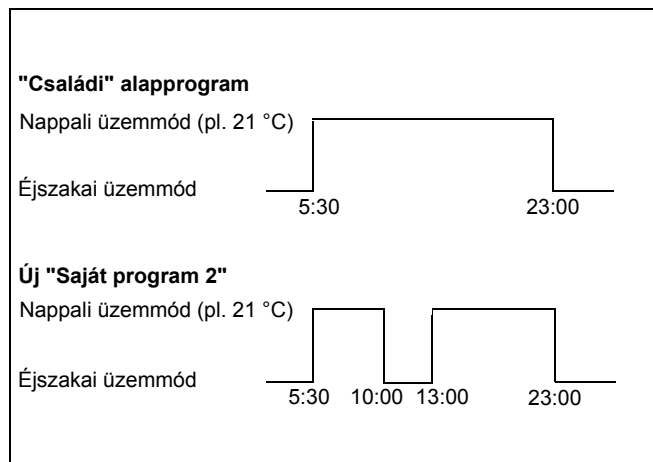 "Családi" alapprogram
Nappali üzemmód (pl. 21 °C)
Éjszakai üzemmód
5:30 23:00
Új "Saját program 2"
Nappali üzemmód (pl. 21 °C)
Éjszakai üzemmód
5:30 10:00 13:00 23:00